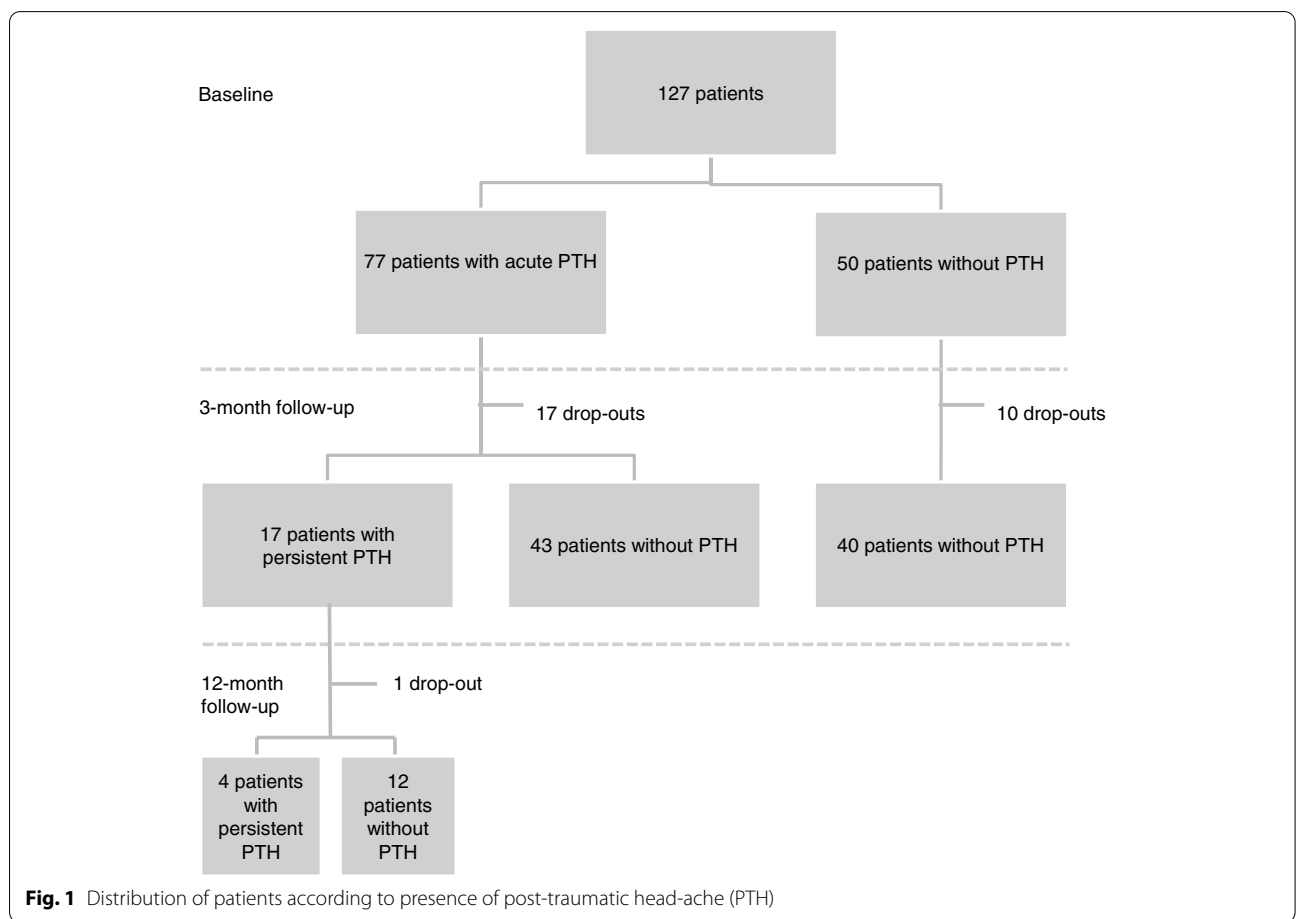 Baseline
127 patients
77 patients with acute PTH
50 patients without PTH
3-month follow-up
17 drop-outs
10 drop-outs
17 patients with
persistent PTH
43 patients without PTH
40 patients without PTH
12-month
follow-up
1 drop-out
4 patients
with
persistent
PTH
12
patients
without
PTH
Fig. 1 Distribution of patients according to presence of post-traumatic head-ache (PTH)